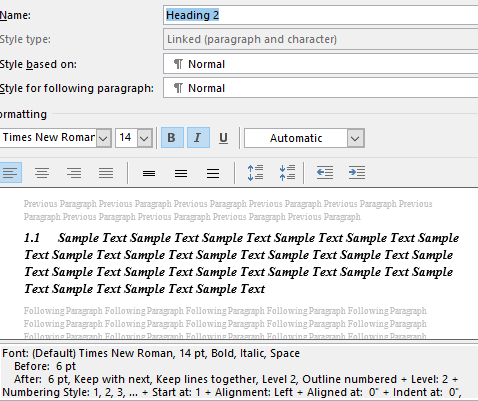 Name: Heading 2
Style type: Linked (paragraph and character)
Style based on: ¶ Normal
Style for following paragraph: ¶ Normal
ormatting
Times New Roman 14 B I U Automatic
Previous Paragraph Previous Paragraph Previous Paragraph Previous Paragraph Previous Paragraph Previous
Paragraph Previous Paragraph Previous Paragraph Previous Paragraph Previous Paragraph
1.1 Sample Text Sample Text Sample Text Sample Text Sample Text Sample
Text Sample Text Sample Text Sample Text Sample Text Sample Text Sample
Text Sample Text Sample Text Sample Text Sample Text Sample Text Sample
Text Sample Text Sample Text Sample Text
Following Paragraph Following Paragraph Following Paragraph Following Paragraph Following Paragraph
Following Paragraph Following Paragraph Following Paragraph Following Paragraph Following Paragraph
Following Paragraph Following Paragraph Following Paragraph Following Paragraph Following Paragraph
Font: (Default) Times New Roman, 14 pt, Bold, Italic, Space
Before: 6 pt
After: 6 pt, Keep with next, Keep lines together, Level 2, Outline numbered + Level: 2 +
Numbering Style: 1, 2, 3, ... + Start at: 1 + Alignment: Left + Aligned at: 0" + Indent at: 0",